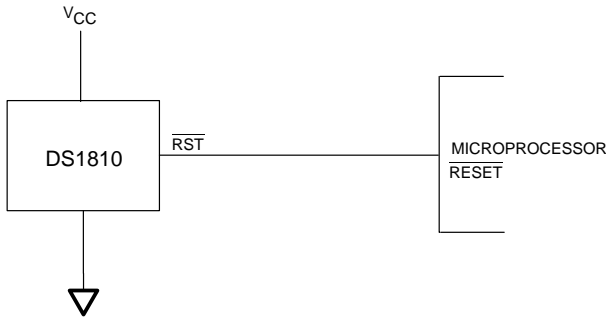 VCC
DS1810
RST
MICROPROCESSOR
RESET